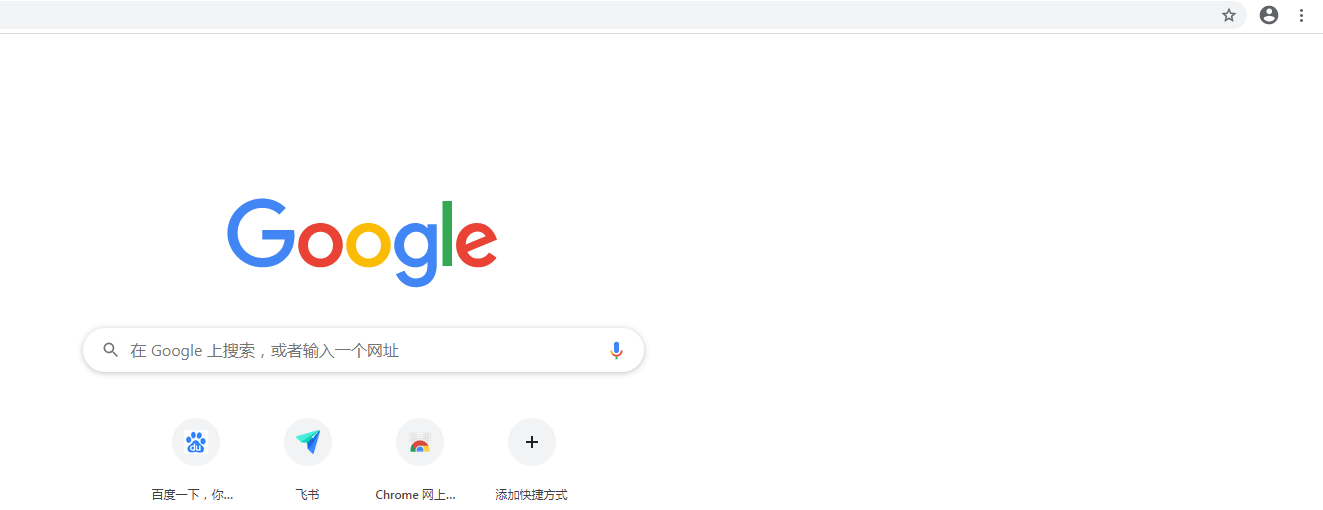 Google
在 Google 上搜索，或者输入一个网址
du
百度一下，你...
飞书
Chrome 网上...
添加快捷方式